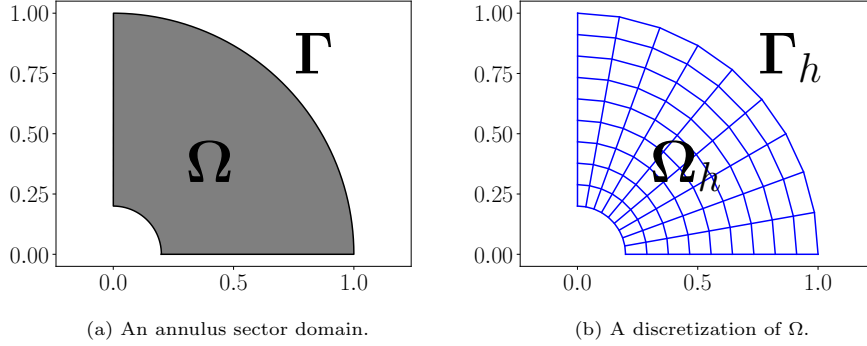 1.00
0.75
0.50
0.25
0.00
0.0 0.5 1.0
Γ
Ω
(a) An annulus sector domain.
1.00
0.75
0.50
0.25
0.00
0.0 0.5 1.0
Γₕ
Ωₕ
(b) A discretization of Ω.